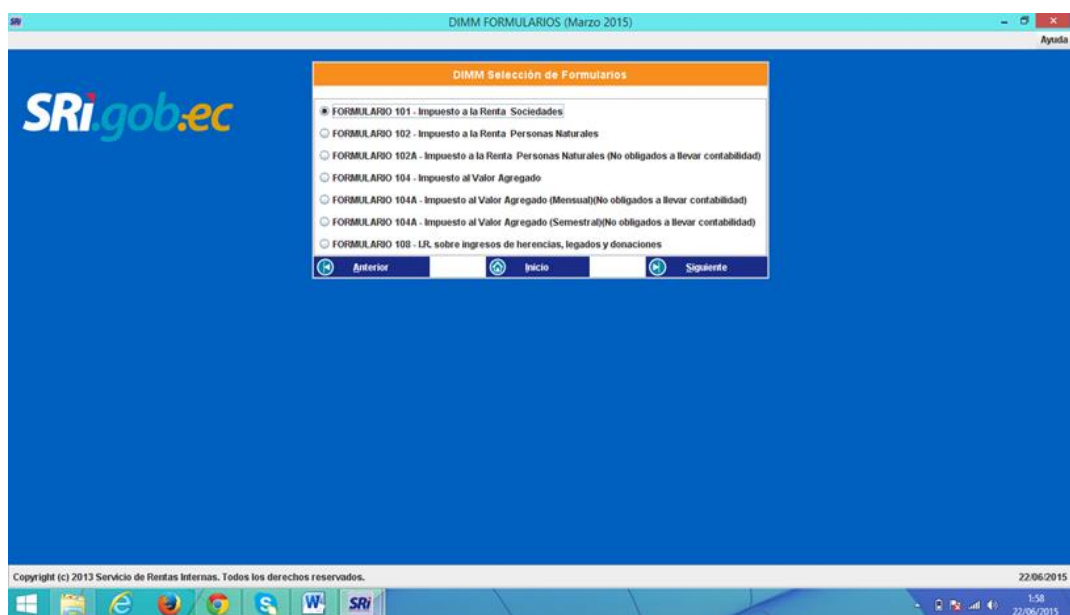 SRi
DIMM FORMULARIOS (Marzo 2015)
Ayuda
SRi.gob.ec
DIMM Selección de Formularios
FORMULARIO 101 - Impuesto a la Renta Sociedades
FORMULARIO 102 - Impuesto a la Renta Personas Naturales
FORMULARIO 102A - Impuesto a la Renta Personas Naturales (No obligados a llevar contabilidad)
FORMULARIO 104 - Impuesto al Valor Agregado
FORMULARIO 104A - Impuesto al Valor Agregado (Mensual)(No obligados a llevar contabilidad)
FORMULARIO 104A - Impuesto al Valor Agregado (Semestral)(No obligados a llevar contabilidad)
FORMULARIO 108 - I.R. sobre ingresos de herencias, legados y donaciones
Anterior Inicio Siguiente
Copyright (c) 2013 Servicio de Rentas Internas. Todos los derechos reservados.
22/06/2015
SRi
1:58
22/06/2015